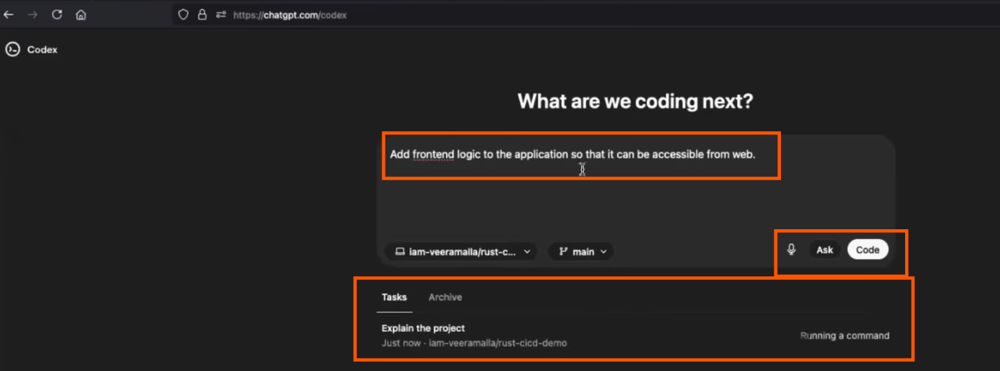 https://chatgpt.com/codex
Codex
What are we coding next?
Add frontend logic to the application so that it can be accessible from web.
iam-veeramalla/rust-c...
main
Ask
Code
Tasks
Archive
Explain the project
Just now · iam-veeramalla/rust-cicd-demo
Running a command